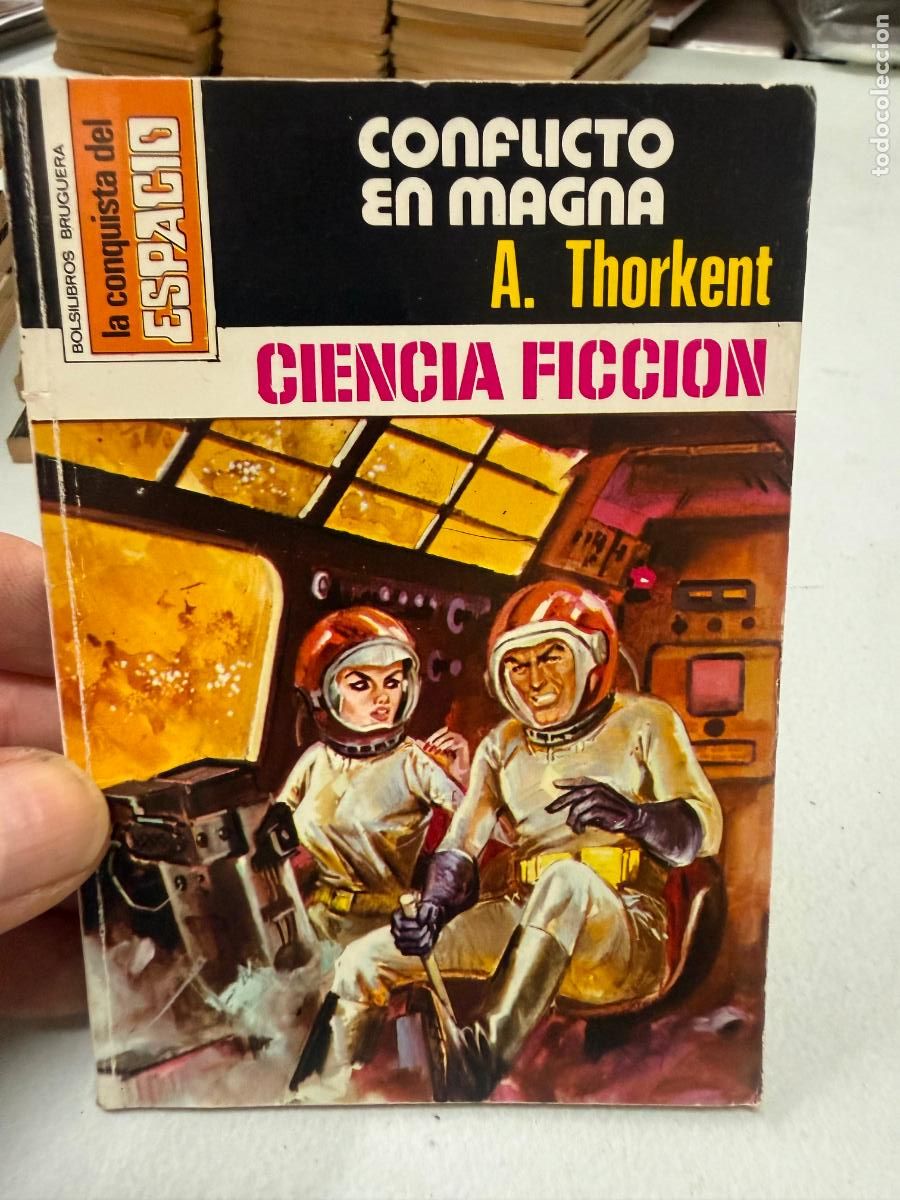 BOLSILIBROS BRUGUERA
la conquista del
ESPACIO
CONFLICTO
EN MAGNA
A. Thorkent
CIENCIA FICCION
todocoleccion